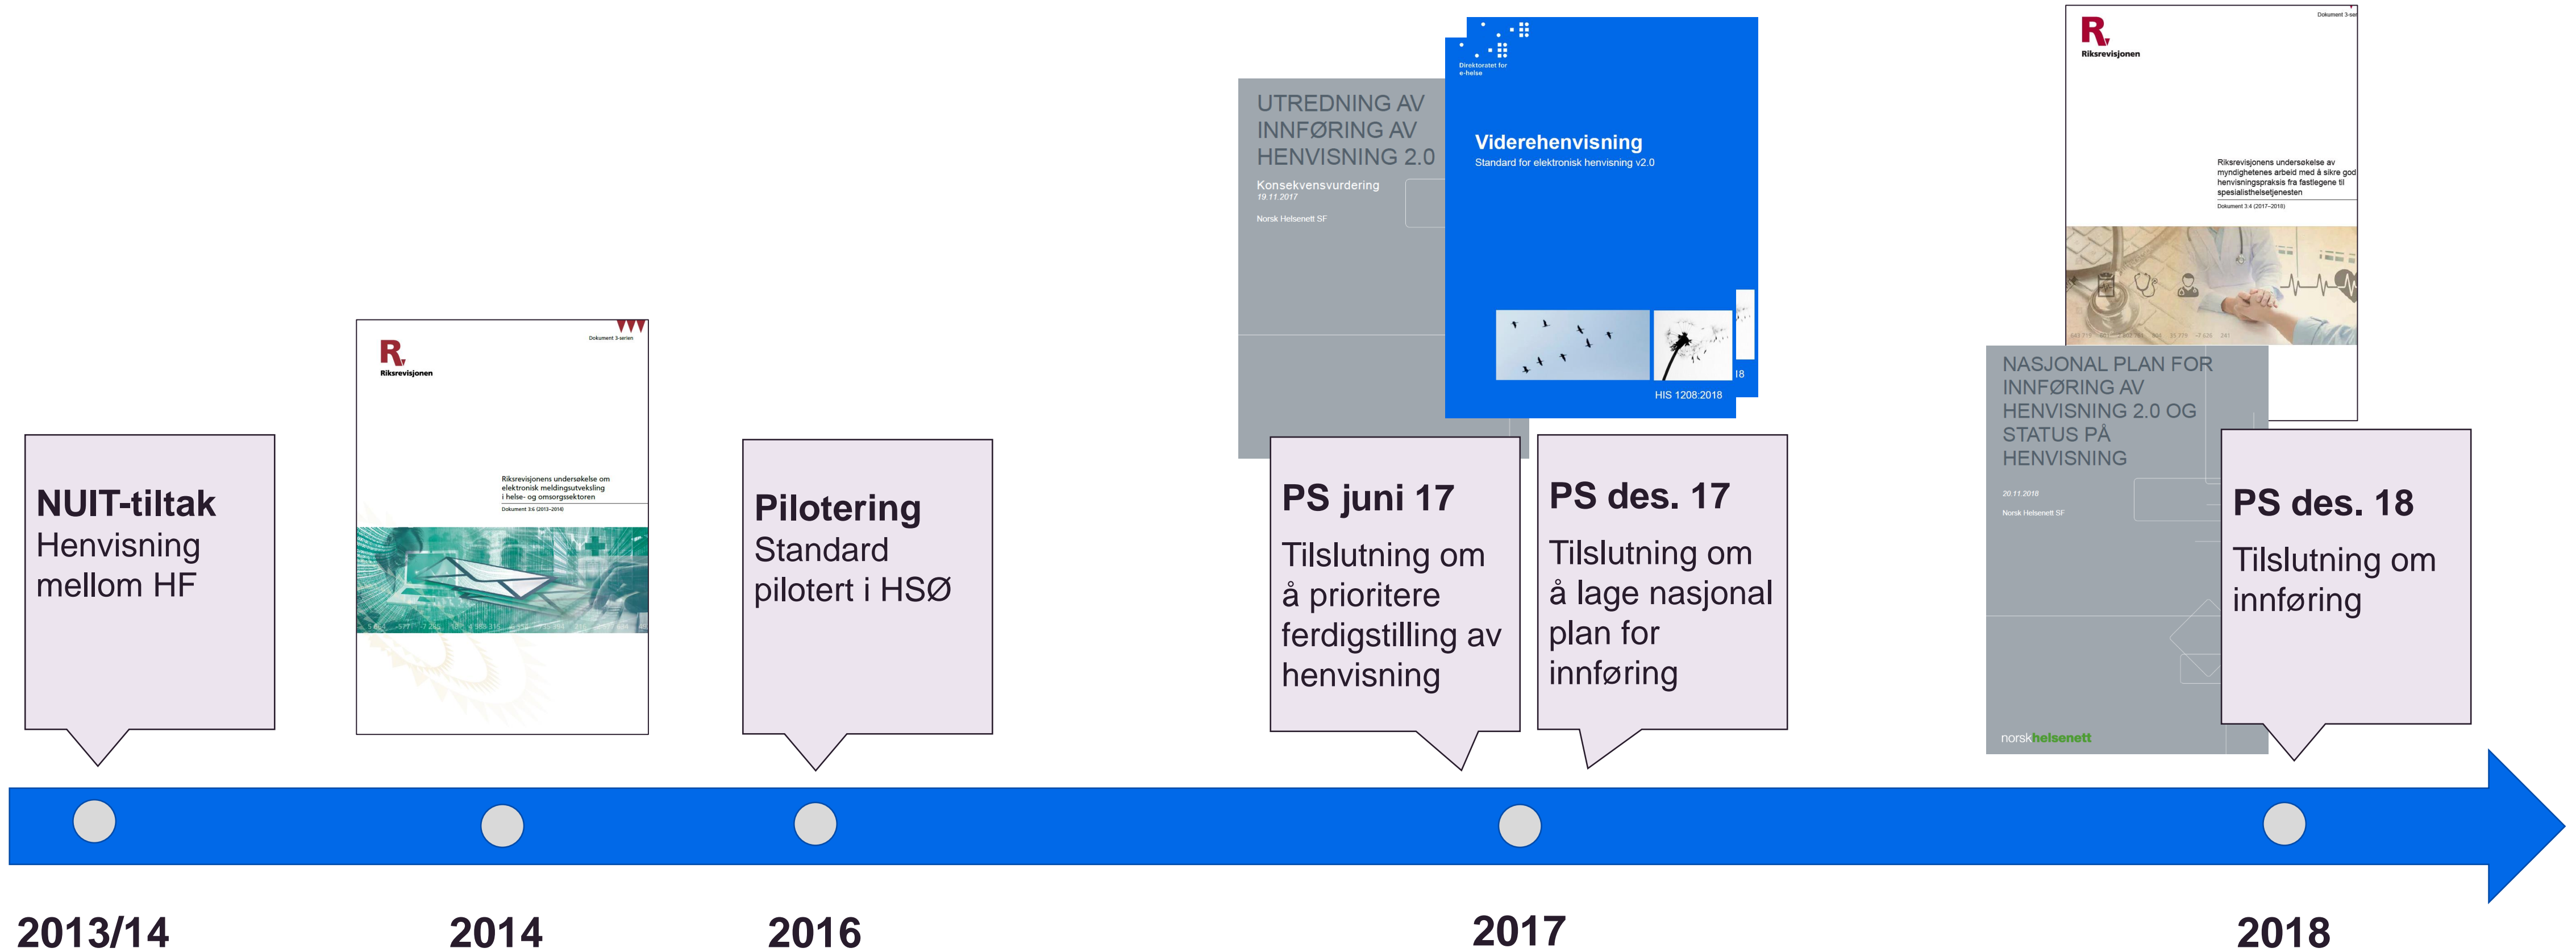 NUIT-tiltak
Henvisning
mellom HF
Dokument 3-serien
R
Riksrevisjonen
Riksrevisjonens undersøkelse om
elektronisk meldingsutveksling
i helse- og omsorgssektoren
Dokument 3:6 (2013–2014)
Pilotering
Standard
pilotert i HSØ
UTREDNING AV
INNFØRING AV
HENVISNING 2.0
Konsekvensvurdering
19.11.2017
Norsk Helsenett SF
Direktoratet for
e-helse
Viderehenvisning
Standard for elektronisk henvisning v2.0
18
HIS 1208:2018
PS juni 17
Tilslutning om
å prioritere
ferdigstilling av
henvisning
PS des. 17
Tilslutning om
å lage nasjonal
plan for
innføring
Dokument 3-ser
R
Riksrevisjonen
Riksrevisjonens undersøkelse av
myndighetenes arbeid med å sikre god
henvisningspraksis fra fastlegene til
spesialisthelsetjenesten
Dokument 3:4 (2017–2018)
NASJONAL PLAN FOR
INNFØRING AV
HENVISNING 2.0 OG
STATUS PÅ
HENVISNING
20.11.2018
Norsk Helsenett SF
norskhelsenett
PS des. 18
Tilslutning om
innføring
2013/14
2014
2016
2017
2018